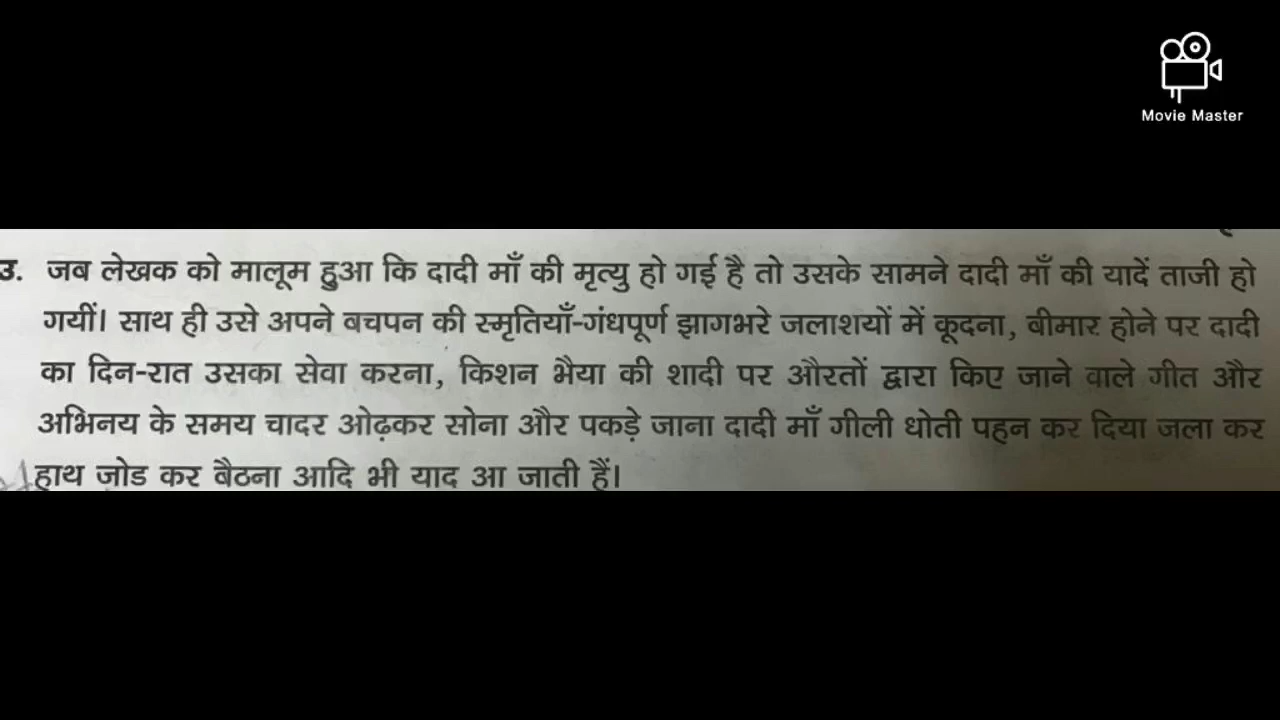 Movie Master
उ. जब लेखक को मालूम हुआ कि दादी माँ की मृत्यु हो गई है तो उसके सामने दादी माँ की यादें ताजी हो
गयीं। साथ ही उसे अपने बचपन की स्मृतियाँ-गंधपूर्ण झागभरे जलाशयों में कूदना, बीमार होने पर दादी
का दिन-रात उसका सेवा करना, किशन भैया की शादी पर औरतों द्वारा किए जाने वाले गीत और
अभिनय के समय चादर ओढ़कर सोना और पकड़े जाना दादी माँ गीली धोती पहन कर दिया जला कर
हाथ जोड कर बैठना आदि भी याद आ जाती हैं।